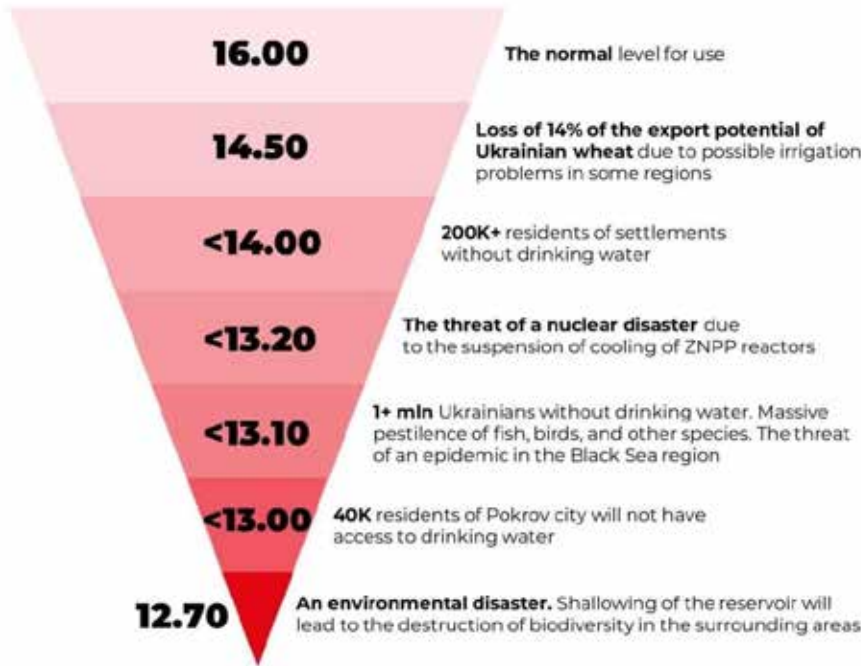 16.00
The normal level for use
14.50
Loss of 14% of the export potential of
Ukrainian wheat due to possible irrigation
problems in some regions
<14.00
200K+ residents of settlements
without drinking water
<13.20
The threat of a nuclear disaster due
to the suspension of cooling of ZNPP reactors
<13.10
1+ mln Ukrainians without drinking water. Massive
pestilence of fish, birds, and other species. The threat
of an epidemic in the Black Sea region
<13.00
40K residents of Pokrov city will not have
access to drinking water
12.70
An environmental disaster. Shallowing of the reservoir will
lead to the destruction of biodiversity in the surrounding areas